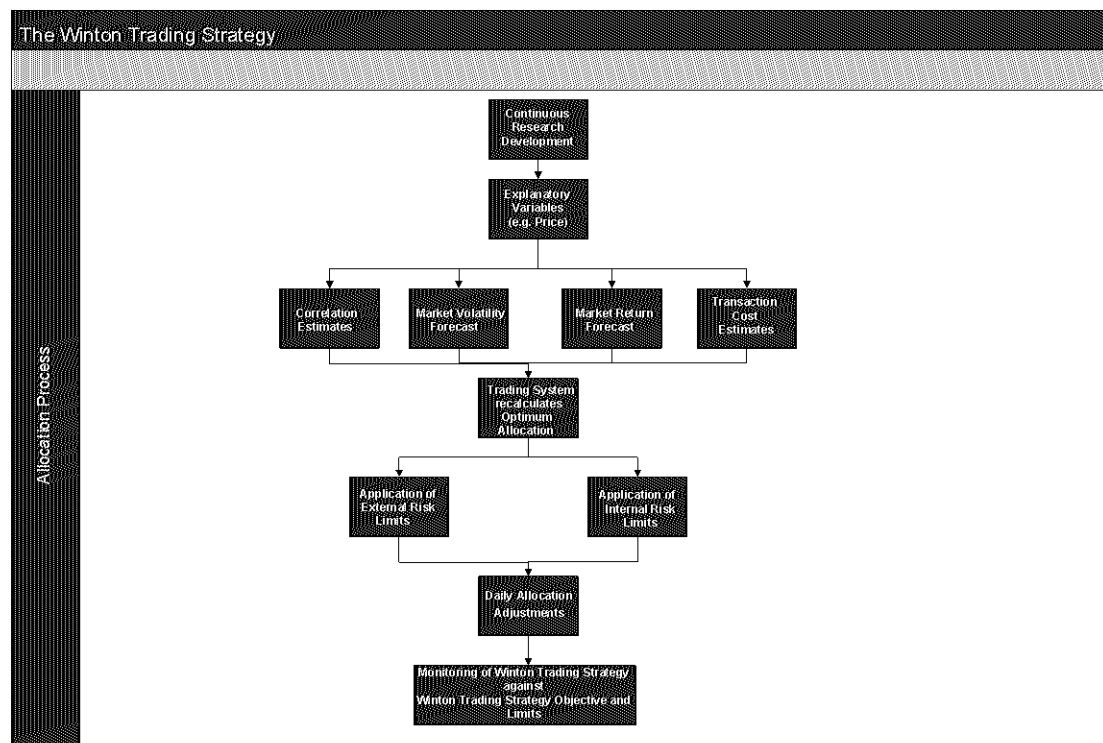 The Winton Trading Strategy
Allocation Process
Continuous
Research
Development
Explanatory
Variables
(e.g. Price)
Correlation
Estimates
Market Volatility
Forecast
Market Return
Forecast
Transaction
Cost
Estimates
Trading System
recalculates
Optimum
Allocation
Application of
External Risk
Limits
Application of
Internal Risk
Limits
Daily Allocation
Adjustments
Monitoring of Winton Trading Strategy
against
Winton Trading Strategy Objective and
Limits